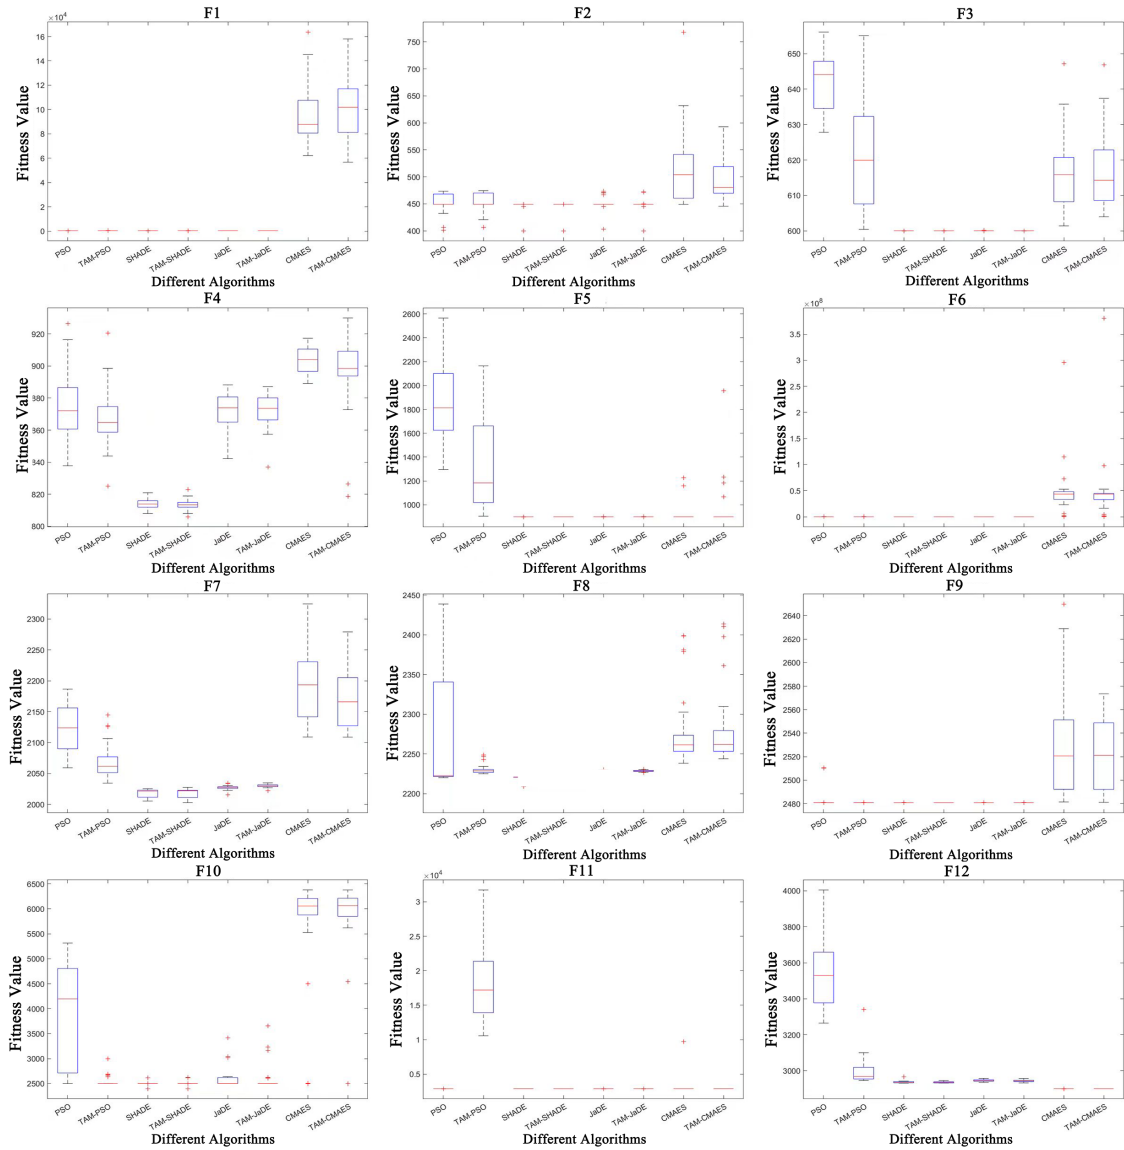 F1
×10⁴
16
14
12
10
8
6
4
2
0
Fitness Value
PSO
TAM-PSO
SHADE
TAM-SHADE
JaDE
TAM-JaDE
CMAES
TAM-CMAES
Different Algorithms
F2
750
700
650
600
550
500
450
400
Fitness Value
PSO
TAM-PSO
SHADE
TAM-SHADE
JaDE
TAM-JaDE
CMAES
TAM-CMAES
Different Algorithms
F3
650
640
630
620
610
600
Fitness Value
PSO
TAM-PSO
SHADE
TAM-SHADE
JaDE
TAM-JaDE
CMAES
TAM-CMAES
Different Algorithms
F4
920
900
880
860
840
820
800
Fitness Value
PSO
TAM-PSO
SHADE
TAM-SHADE
JaDE
TAM-JaDE
CMAES
TAM-CMAES
Different Algorithms
F5
2600
2400
2200
2000
1800
1600
1400
1200
1000
Fitness Value
PSO
TAM-PSO
SHADE
TAM-SHADE
JaDE
TAM-JaDE
CMAES
TAM-CMAES
Different Algorithms
F6
×10⁸
3.5
3
2.5
2
1.5
1
0.5
0
Fitness Value
PSO
TAM-PSO
SHADE
TAM-SHADE
JaDE
TAM-JaDE
CMAES
TAM-CMAES
Different Algorithms
F7
2300
2250
2200
2150
2100
2050
2000
Fitness Value
PSO
TAM-PSO
SHADE
TAM-SHADE
JaDE
TAM-JaDE
CMAES
TAM-CMAES
Different Algorithms
F8
2450
2400
2350
2300
2250
2200
Fitness Value
PSO
TAM-PSO
SHADE
TAM-SHADE
JaDE
TAM-JaDE
CMAES
TAM-CMAES
Different Algorithms
F9
2640
2620
2600
2580
2560
2540
2520
2500
2480
Fitness Value
PSO
TAM-PSO
SHADE
TAM-SHADE
JaDE
TAM-JaDE
CMAES
TAM-CMAES
Different Algorithms
F10
6500
6000
5500
5000
4500
4000
3500
3000
2500
Fitness Value
PSO
TAM-PSO
SHADE
TAM-SHADE
JaDE
TAM-JaDE
CMAES
TAM-CMAES
Different Algorithms
F11
×10⁴
3
2.5
2
1.5
1
0.5
Fitness Value
PSO
TAM-PSO
SHADE
TAM-SHADE
JaDE
TAM-JaDE
CMAES
TAM-CMAES
Different Algorithms
F12
4000
3800
3600
3400
3200
3000
Fitness Value
PSO
TAM-PSO
SHADE
TAM-SHADE
JaDE
TAM-JaDE
CMAES
TAM-CMAES
Different Algorithms